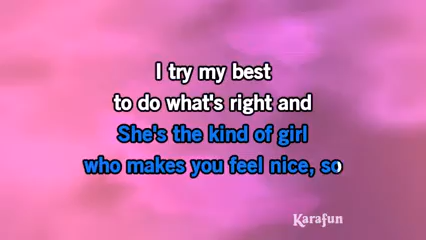 I try my best
to do what's right and
She's the kind of girl
who makes you feel nice, so
Karafun